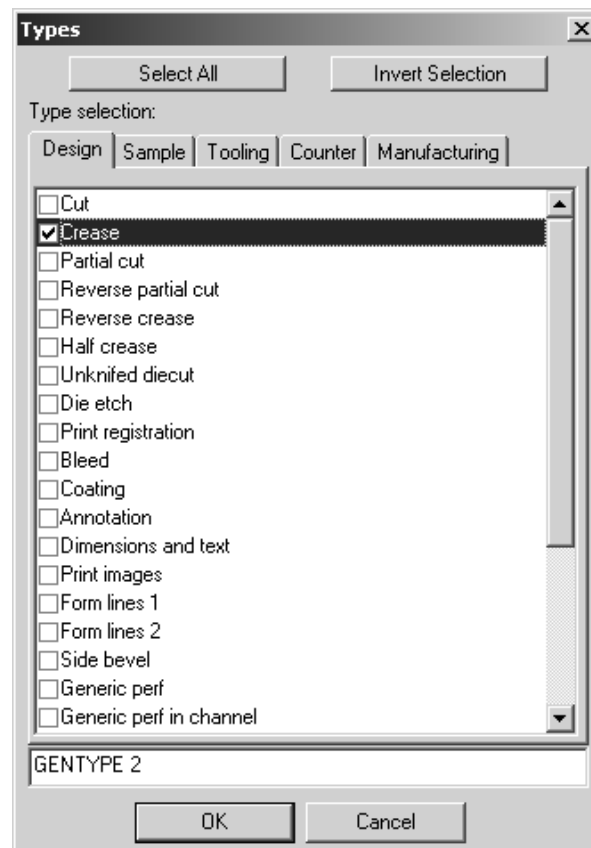 Types
Select All Invert Selection
Type selection:
Design Sample Tooling Counter Manufacturing
Cut
Crease
Partial cut
Reverse partial cut
Reverse crease
Half crease
Unknifed diecut
Die etch
Print registration
Bleed
Coating
Annotation
Dimensions and text
Print images
Form lines 1
Form lines 2
Side bevel
Generic perf
Generic perf in channel
GENTYPE 2
OK Cancel